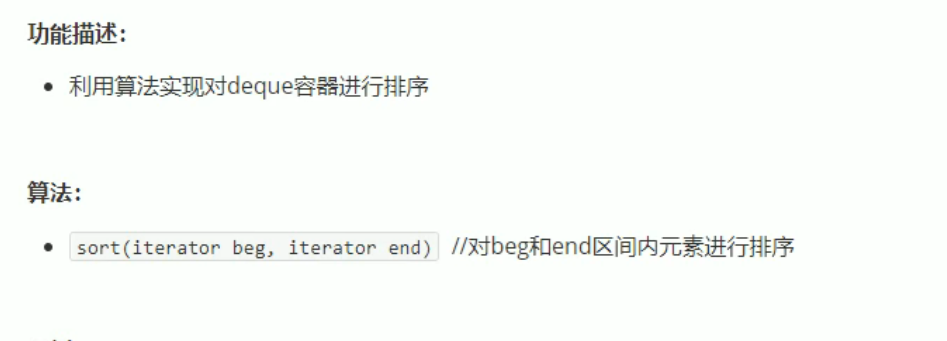 功能描述：
利用算法实现对deque容器进行排序
算法：
sort(iterator beg, iterator end) //对beg和end区间内元素进行排序